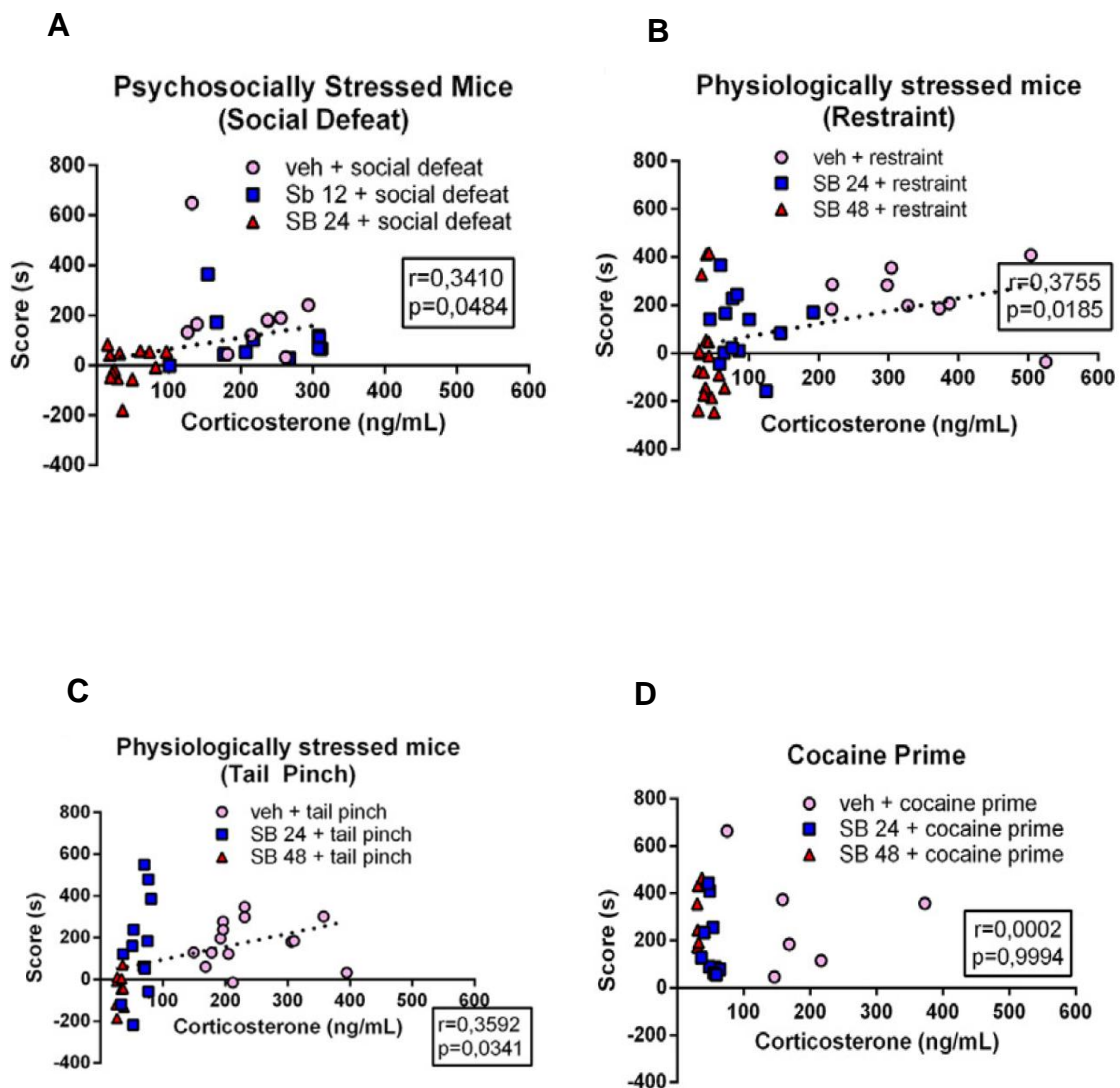 A
Psychosocially Stressed Mice
(Social Defeat)
veh + social defeat
Sb 12 + social defeat
SB 24 + social defeat
r=0,3410
p=0,0484
800
600
400
200
0
-200
-400
Score (s)
100 200 300 400 500 600
Corticosterone (ng/mL)
B
Physiologically stressed mice
(Restraint)
veh + restraint
SB 24 + restraint
SB 48 + restraint
r=0,3755
p=0,0185
800
600
400
200
0
-200
-400
Score (s)
100 200 300 400 500 600
Corticosterone (ng/mL)
C
Physiologically stressed mice
(Tail Pinch)
veh + tail pinch
SB 24 + tail pinch
SB 48 + tail pinch
800
600
400
200
0
-200
-400
Score (s)
100 200 300 400 500 600
Corticosterone (ng/mL)
r=0,3592
p=0,0341
D
Cocaine Prime
veh + cocaine prime
SB 24 + cocaine prime
SB 48 + cocaine prime
r=0,0002
p=0,9994
800
600
400
200
0
-200
-400
Score (s)
100 200 300 400 500 600
Corticosterone (ng/mL)